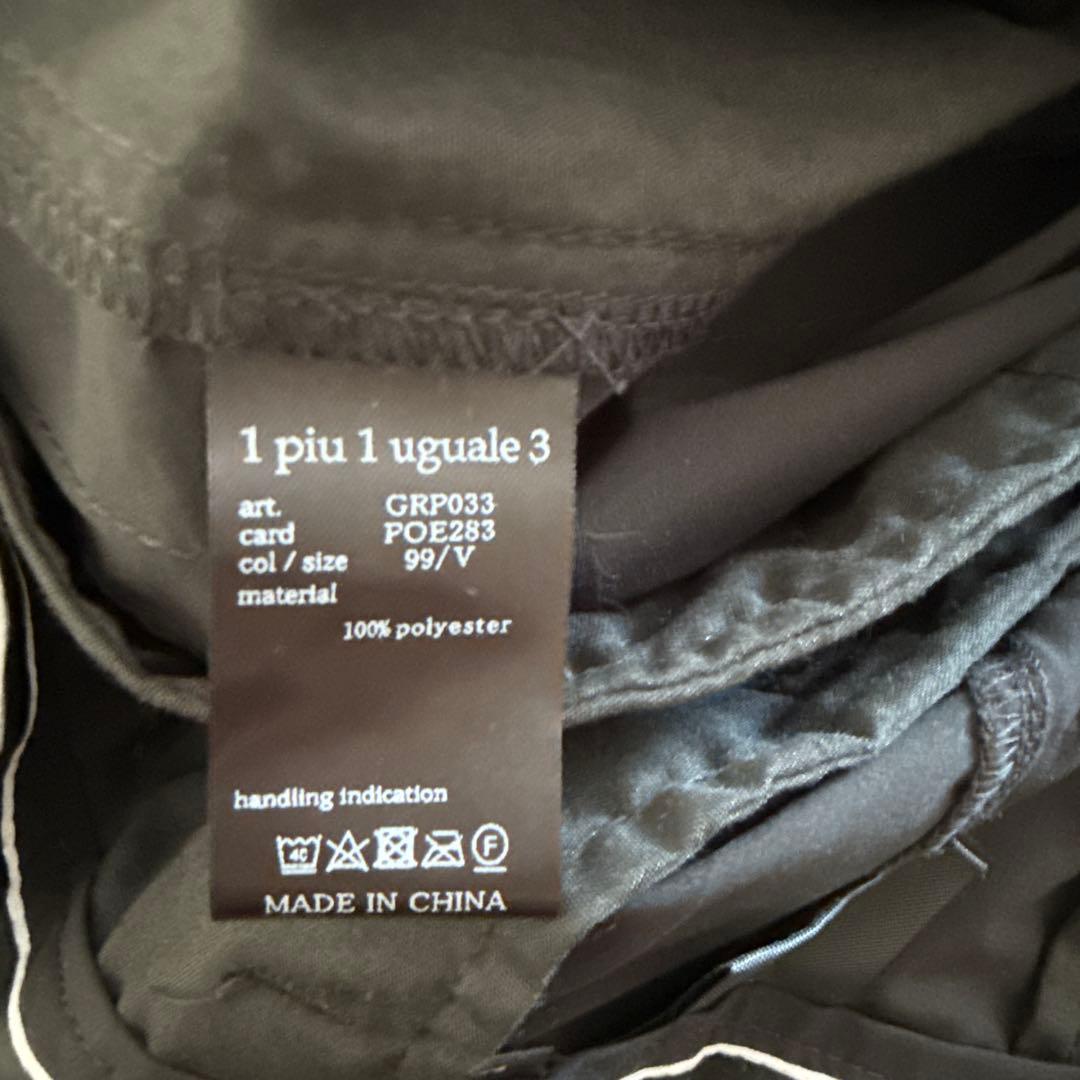 1 piu 1 uguale 3
art. GRP033
card POE283
col / size 99/V
material
100% polyester
handling indication
40 F
MADE IN CHINA